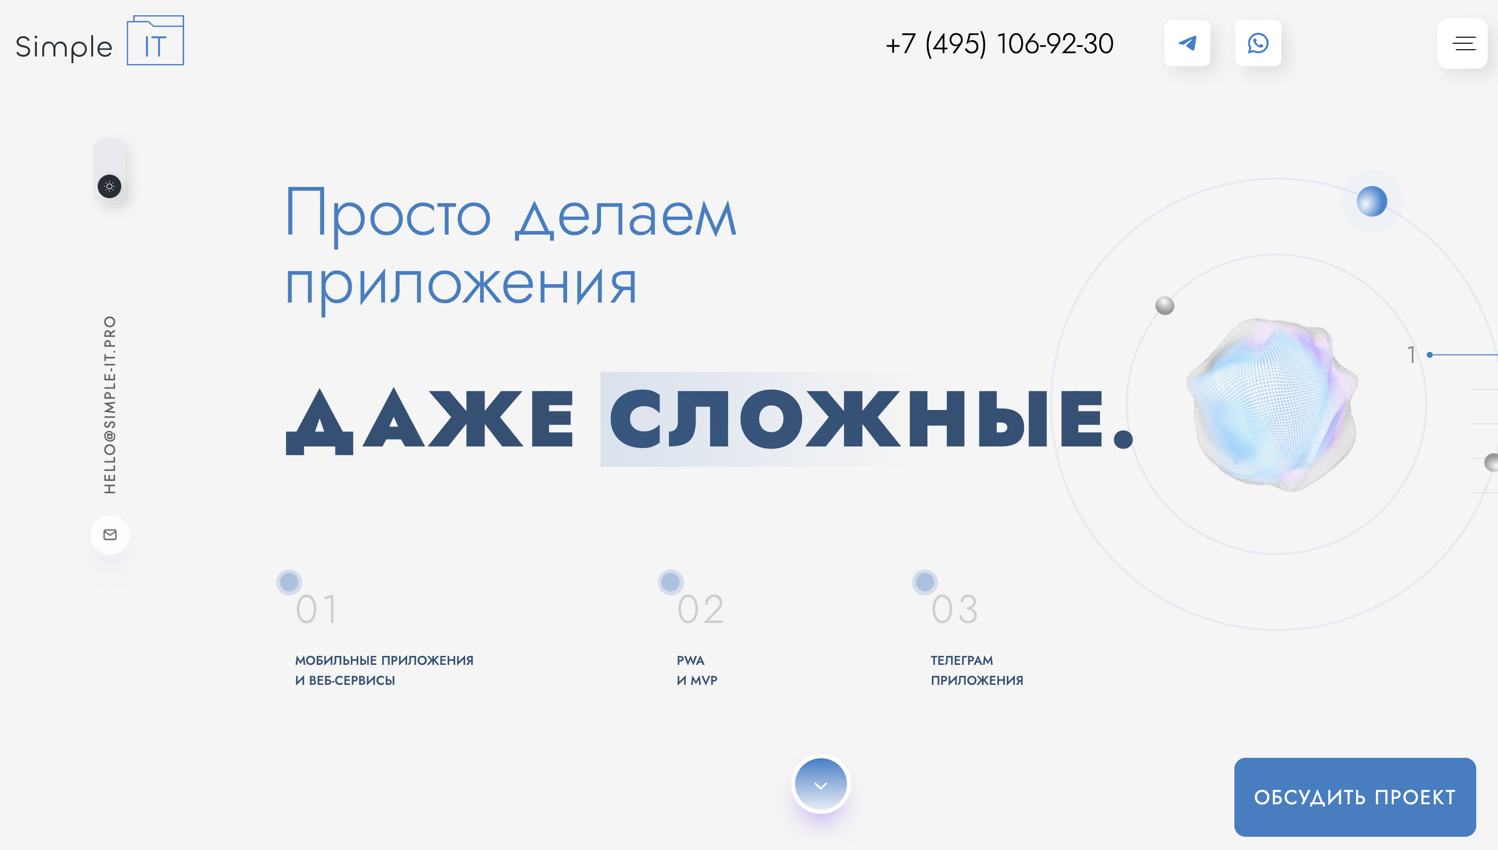 Simple IT
+7 (495) 106-92-30
Просто делаем
приложения
ДАЖЕ СЛОЖНЫЕ.
1
HELLO@SIMPLE-IT.PRO
01
МОБИЛЬНЫЕ ПРИЛОЖЕНИЯ
И ВЕБ-СЕРВИСЫ
02
PWA
И MVP
03
ТЕЛЕГРАМ
ПРИЛОЖЕНИЯ
ОБСУДИТЬ ПРОЕКТ